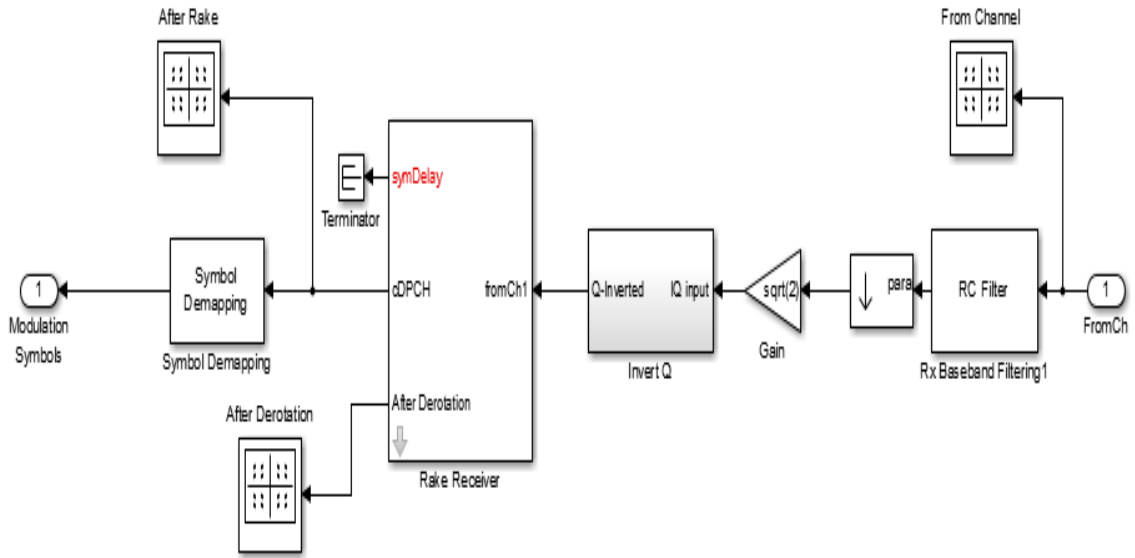 After Rake
From Channel
symDelay
Terminator
Symbol
Demapping
Symbol Demapping
1
Modulation
Symbols
cDPCH
fromCh1
After Derotation
Rake Receiver
After Derotation
Q-Inverted
IQ input
Invert Q
sqrt(2)
Gain
para
RC Filter
Rx Baseband Filtering1
1
FromCh